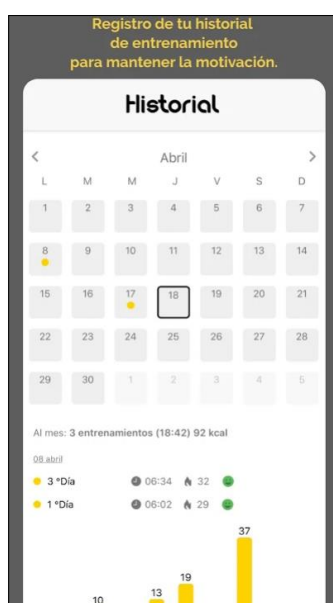 Registro de tu historial
de entrenamiento
para mantener la motivación.
Historial
< Abril >
L M M J V S D
1 2 3 4 5 6 7
8 9 10 11 12 13 14
15 16 17 18 19 20 21
22 23 24 25 26 27 28
29 30 1 2 3 4 5
Al mes: 3 entrenamientos (18:42) 92 kcal
08 abril
3 ºDía 06:34 32
1 ºDía 06:02 29
37
19
13
10